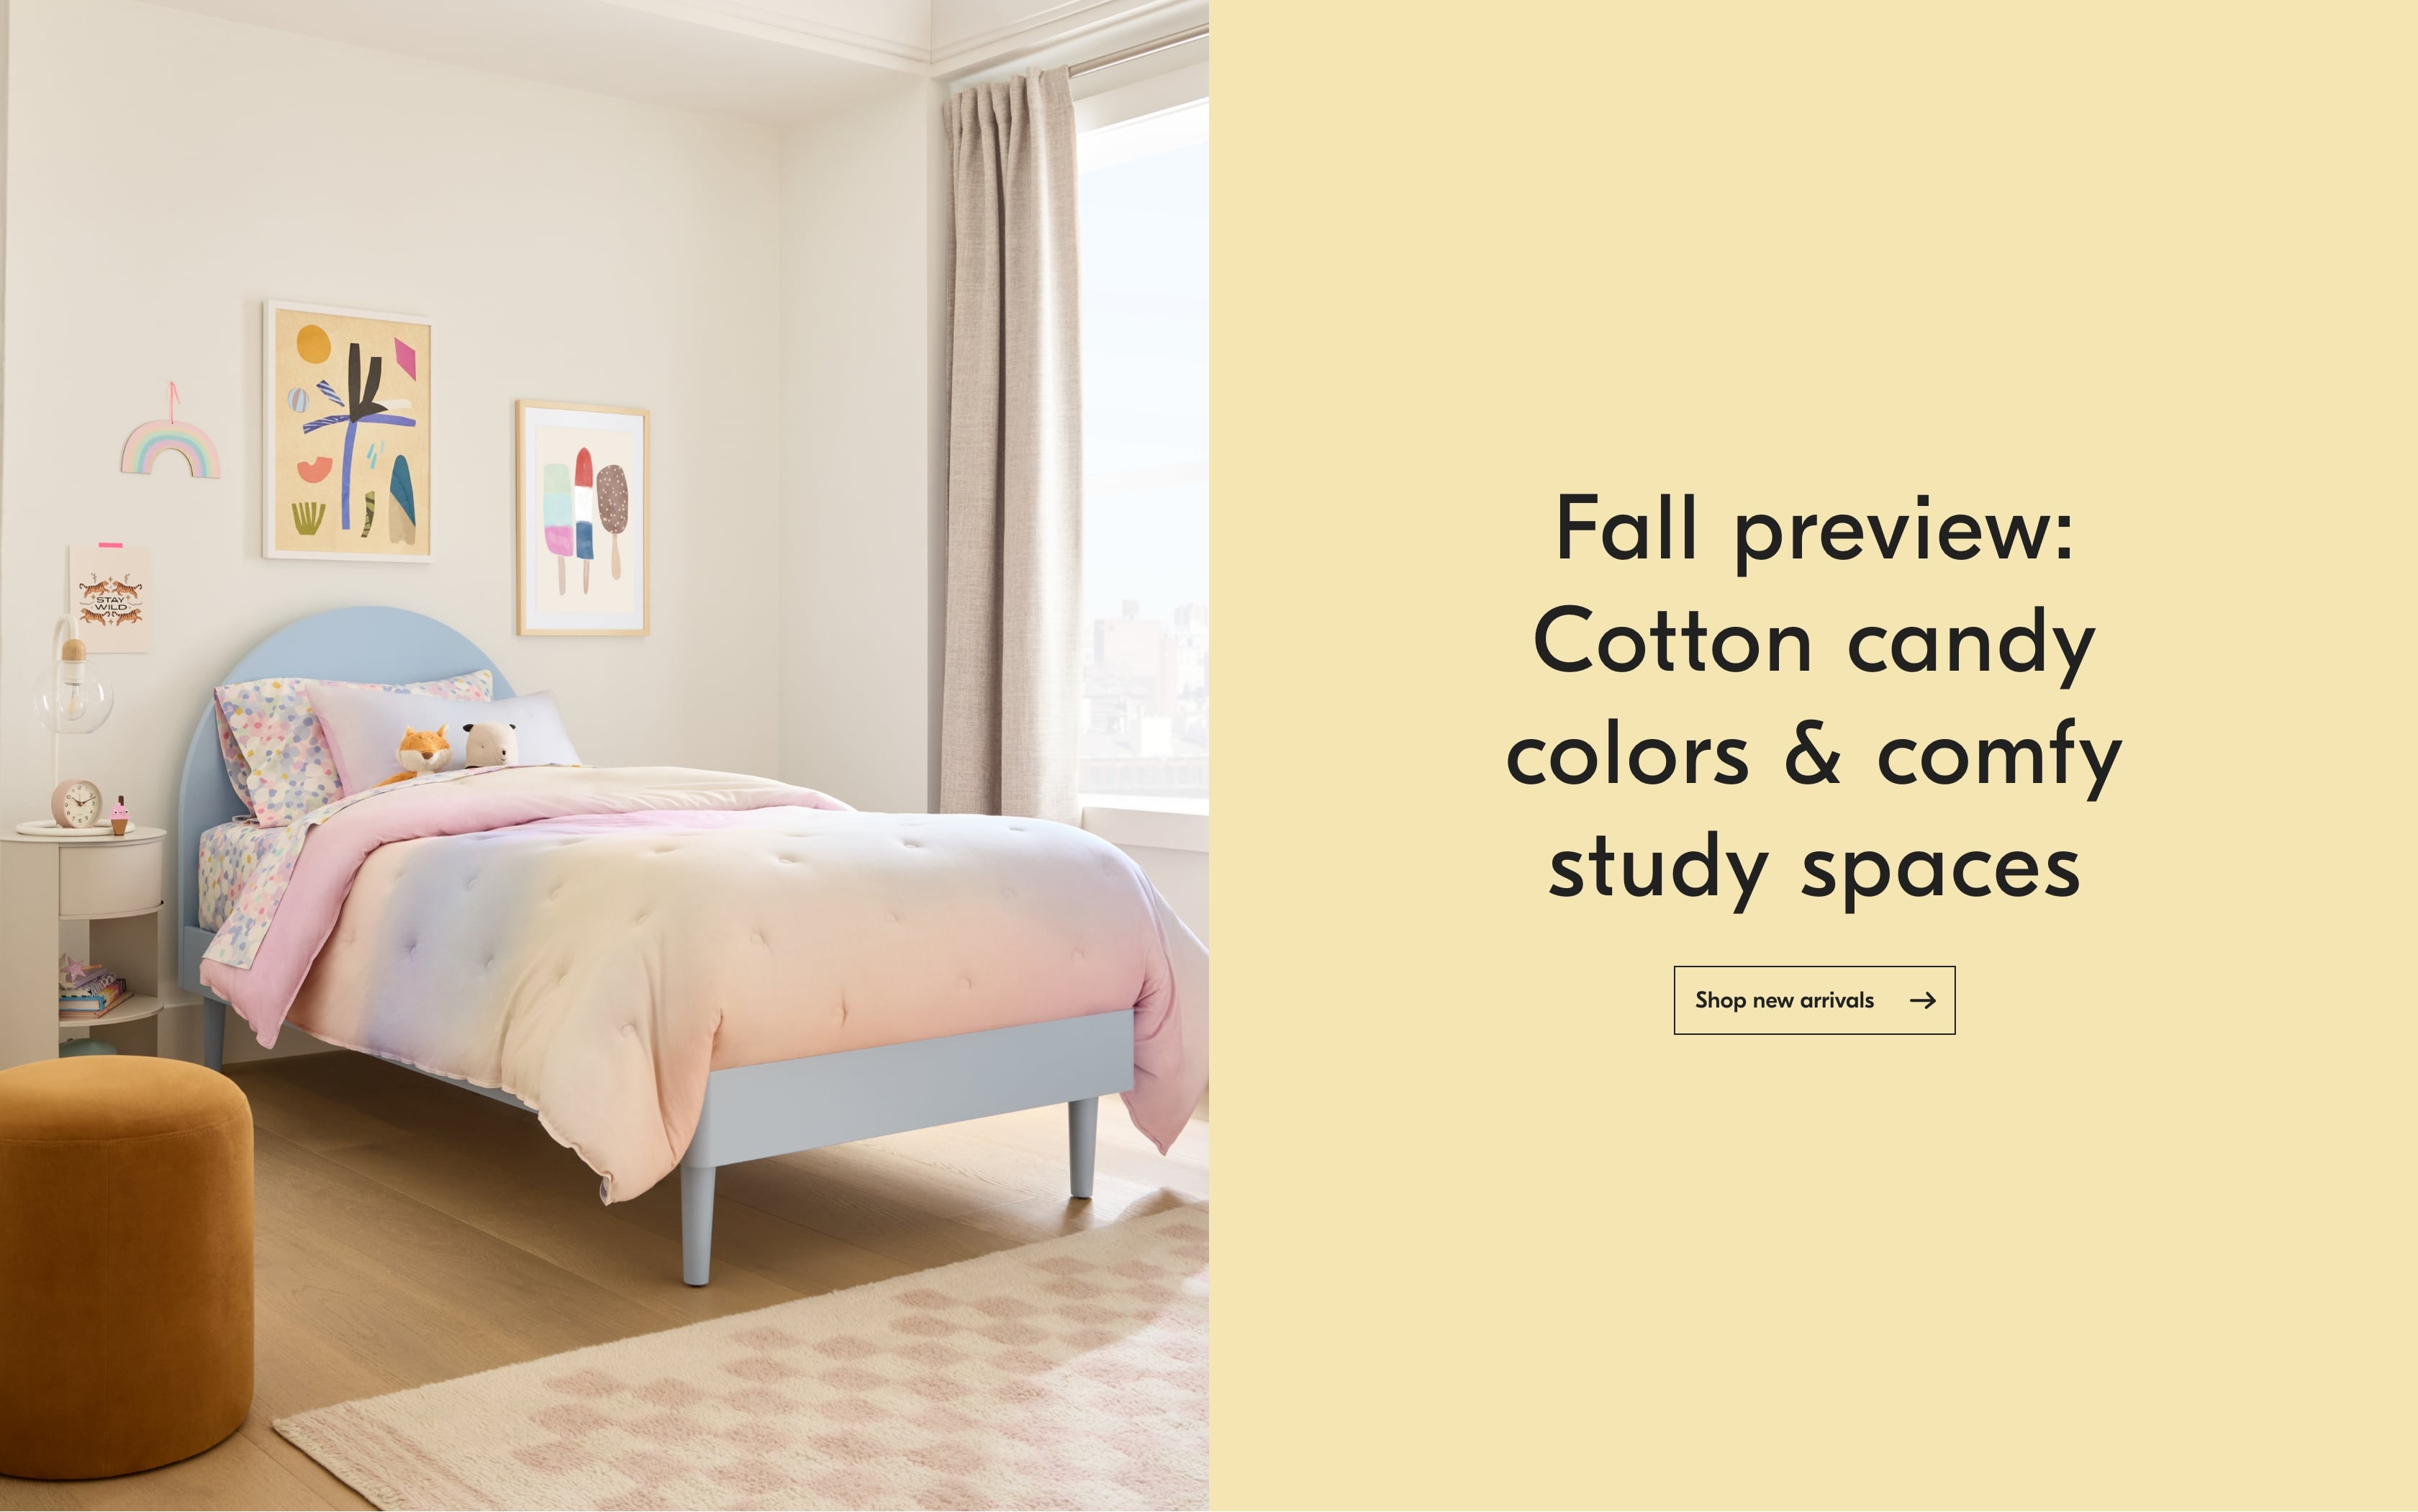 STAY
WILD
Fall preview:
Cotton candy
colors & comfy
study spaces
Shop new arrivals